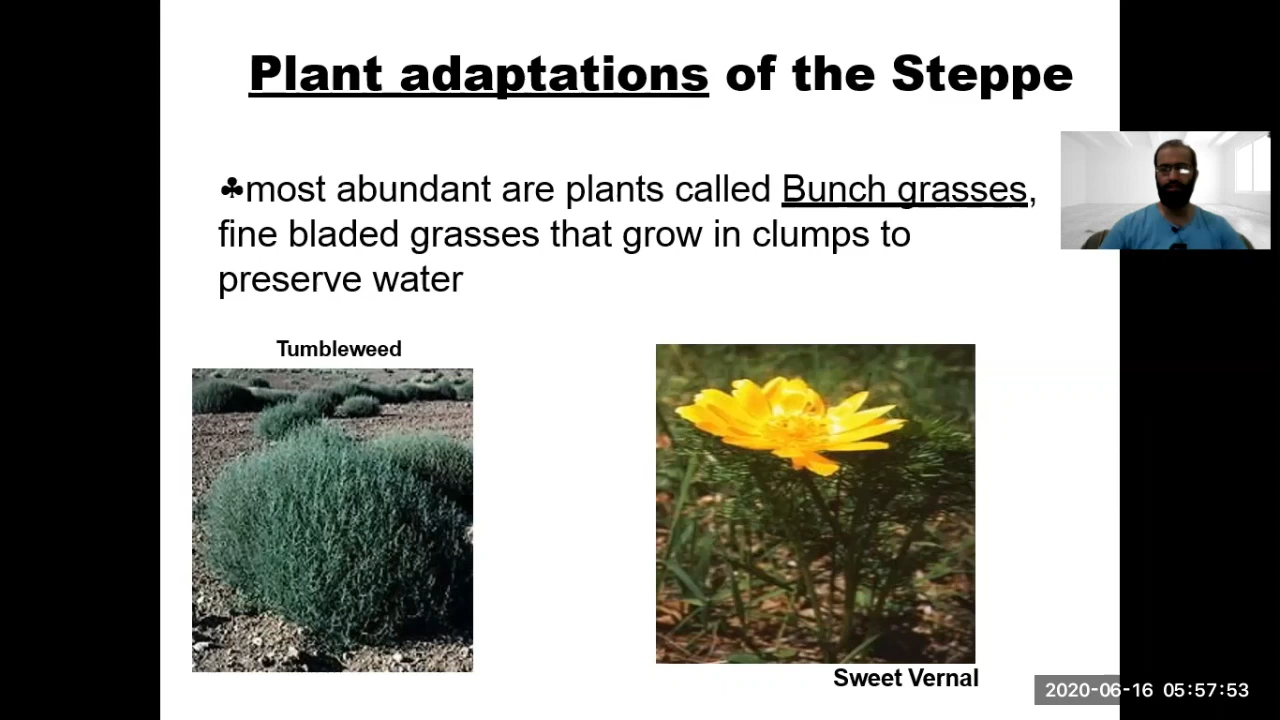 Plant adaptations of the Steppe
♣most abundant are plants called Bunch grasses,
fine bladed grasses that grow in clumps to
preserve water
Tumbleweed
Sweet Vernal
2020-06-16 05:57:53